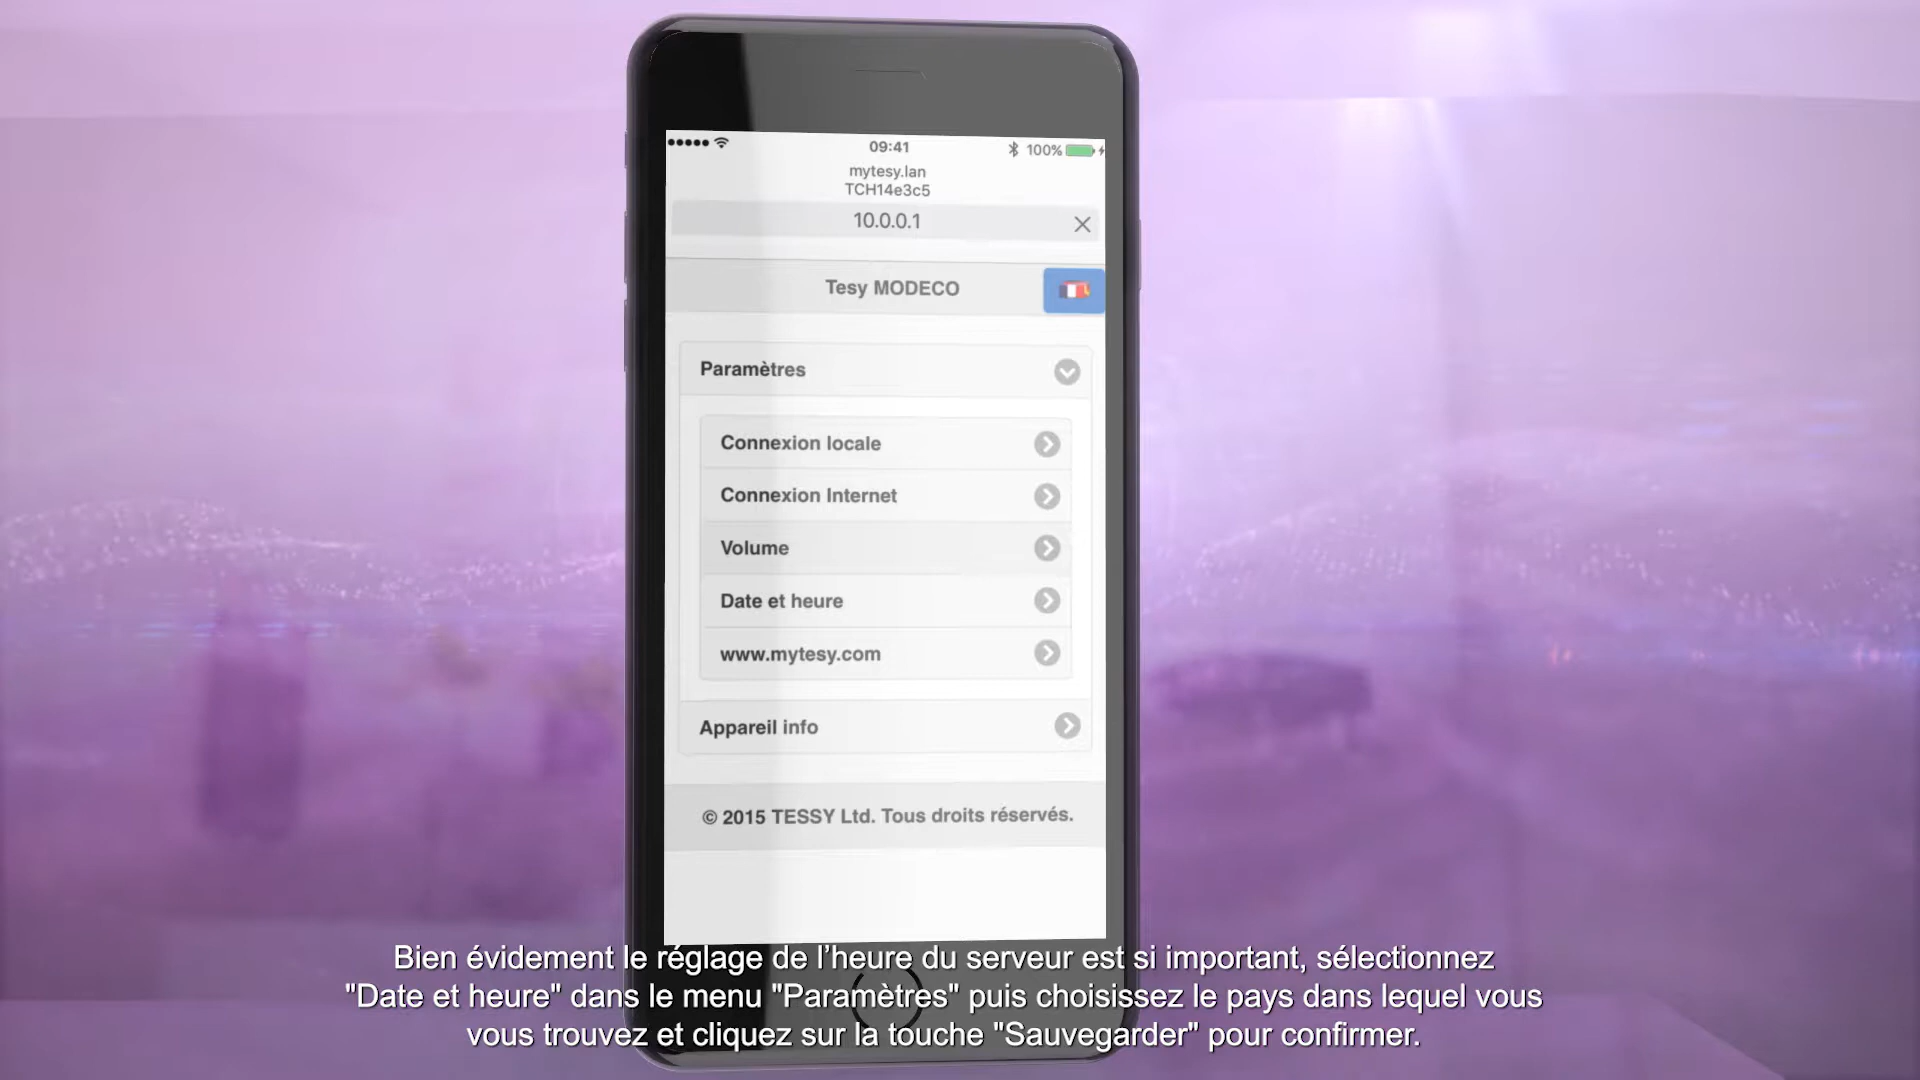 09:41
100%
mytesy.lan
TCH14e3c5
10.0.0.1
Tesy MODECO
Paramètres
Connexion locale
Connexion Internet
Volume
Date et heure
www.mytesy.com
Appareil info
© 2015 TESSY Ltd. Tous droits réservés.
Bien évidement le réglage de l’heure du serveur est si important, sélectionnez
"Date et heure" dans le menu "Paramètres" puis choisissez le pays dans lequel vous
vous trouvez et cliquez sur la touche "Sauvegarder" pour confirmer.